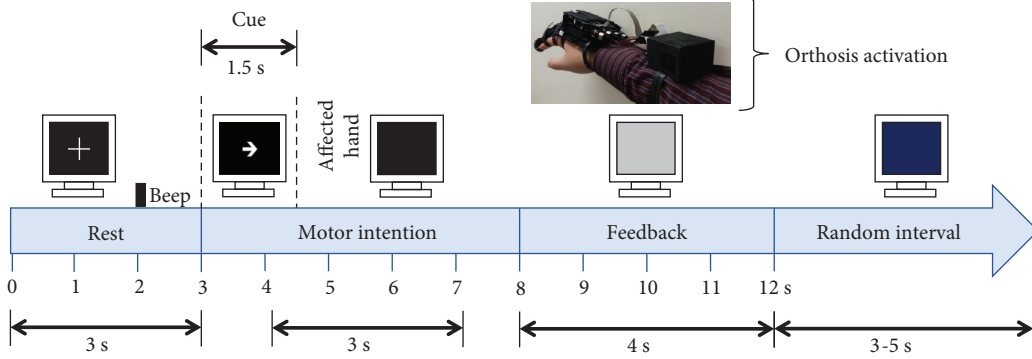 Cue
1.5 s
Orthosis activation
Affected
hand
Beep
Rest
Motor intention
Feedback
Random interval
0 1 2 3 4 5 6 7 8 9 10 11 12 s
3 s
3 s
4 s
3-5 s